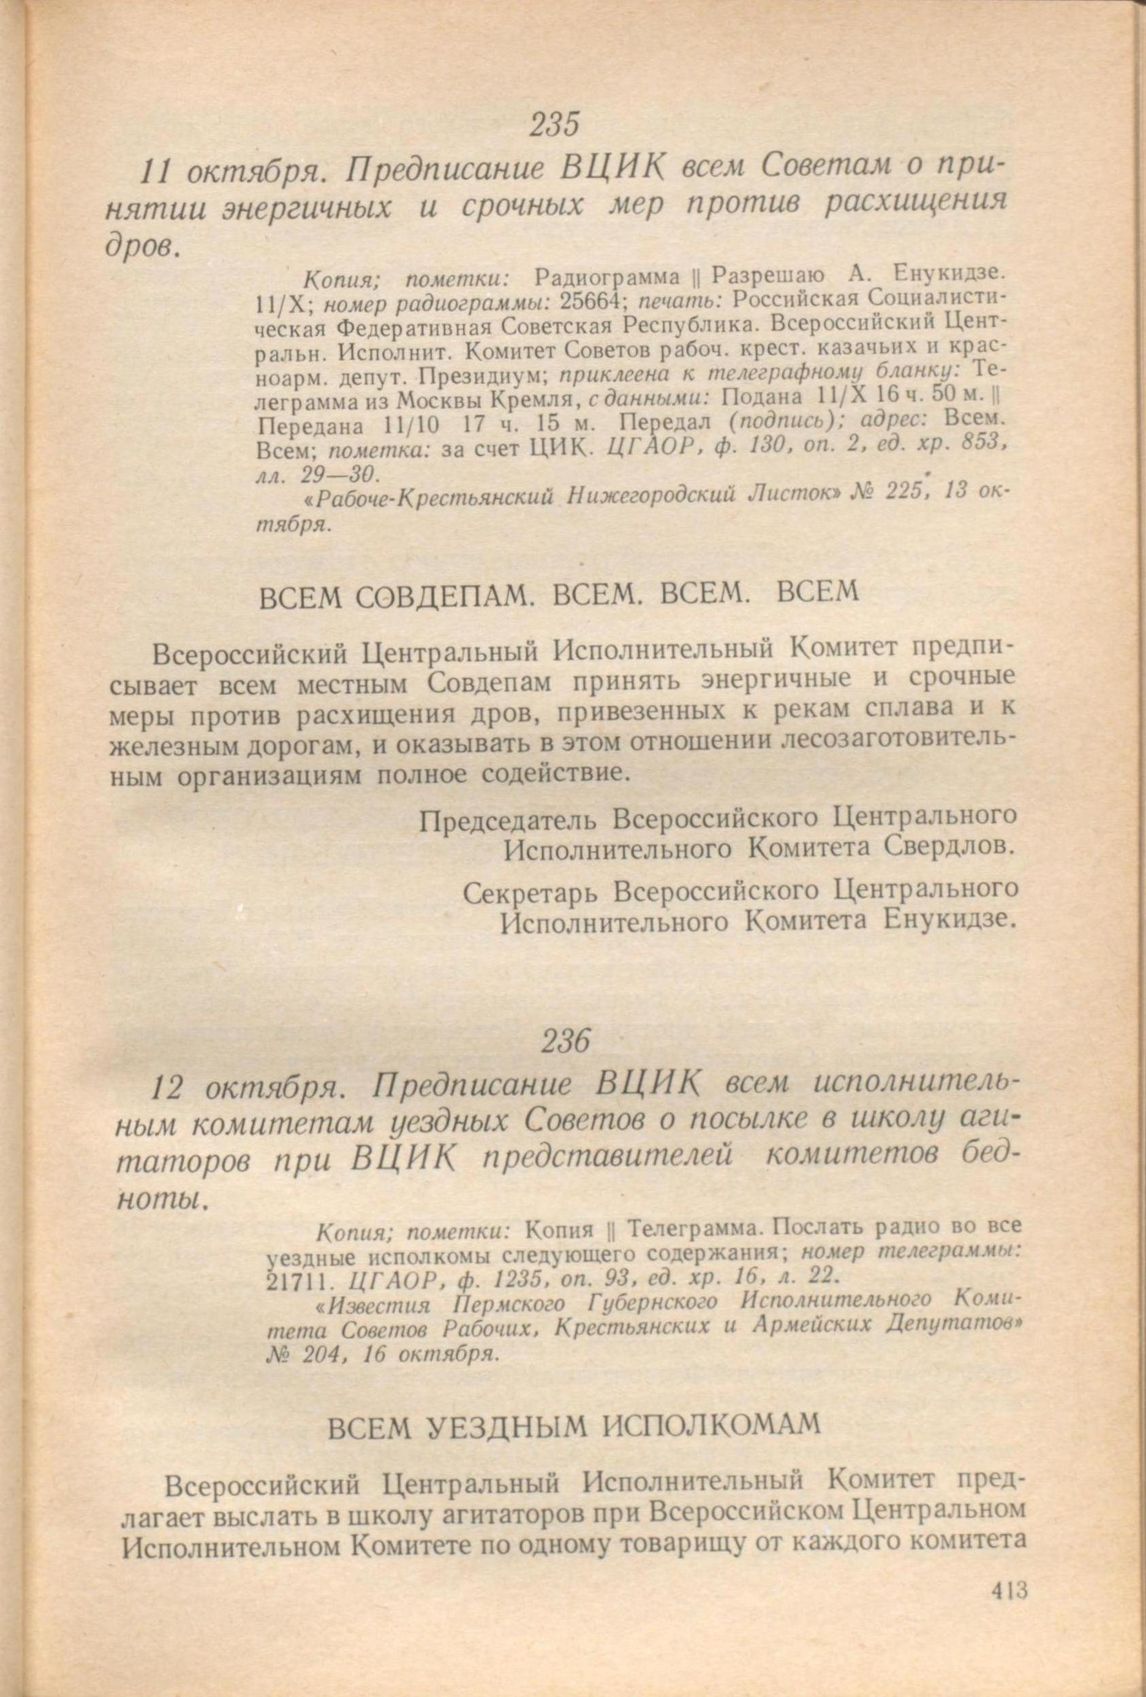 235
11 октября. Предписание ВЦИК всем Советам о при-
нятии энергичных и срочных мер против расхищения
дров.
Копия; пометки: Радиограмма || Разрешаю А. Енукидзе.
11/X; номер радиограммы: 25664; печать: Российская Социалисти-
ческая Федеративная Советская Республика. Всероссийский Цент-
ральн. Исполнит. Комитет Советов рабоч. крест. казачьих и крас-
ноарм. депут. Президиум; приклеена к телеграфному бланку: Те-
леграмма из Москвы Кремля, с данными: Подана 11/X 16 ч. 50 м. ||
Передана 11/10 17 ч. 15 м. Передал (подпись); адрес: Всем.
Всем; пометка: за счет ЦИК. ЦГАОР, ф. 130, оп. 2, ед. хр. 853,
лл. 29—30.
«Рабоче-Крестьянский Нижегородский Листок» № 225, 13 ок-
тября.
ВСЕМ СОВДЕПАМ. ВСЕМ. ВСЕМ. ВСЕМ
Всероссийский Центральный Исполнительный Комитет предпи-
сывает всем местным Совдепам принять энергичные и срочные
меры против расхищения дров, привезенных к рекам сплава и к
железным дорогам, и оказывать в этом отношении лесозаготовитель-
ным организациям полное содействие.
Председатель Всероссийского Центрального
Исполнительного Комитета Свердлов.
Секретарь Всероссийского Центрального
Исполнительного Комитета Енукидзе.
236
12 октября. Предписание ВЦИК всем исполнитель-
ным комитетам уездных Советов о посылке в школу аги-
таторов при ВЦИК представителей комитетов бед-
ноты.
Копия; пометки: Копия || Телеграмма. Послать радио во все
уездные исполкомы следующего содержания; номер телеграммы:
21711. ЦГАОР, ф. 1235, оп. 93, ед. хр. 16, л. 22.
«Известия Пермского Губернского Исполнительного Коми-
тета Советов Рабочих, Крестьянских и Армейских Депутатов»
№ 204, 16 октября.
ВСЕМ УЕЗДНЫМ ИСПОЛКОМАМ
Всероссийский Центральный Исполнительный Комитет пред-
лагает выслать в школу агитаторов при Всероссийском Центральном
Исполнительном Комитете по одному товарищу от каждого комитета
413